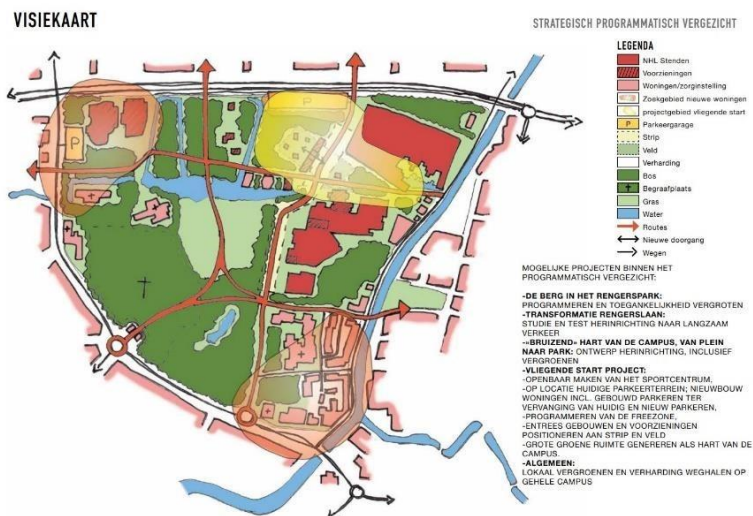 VISIEKAART
STRATEGISCH PROGRAMMATISCH VERGEZICHT
LEGENDA
NHL Stenden
Voorzieningen
Woningen/zorginstelling
Zoekgebied nieuwe woningen
projectgebied vliegende start
P Parkeergarage
Strip
Veld
Verharding
Bos
Begraafplaats
Gras
Water
Routes
Nieuwe doorgang
Wegen
P
P
MOGELIJKE PROJECTEN BINNEN HET
PROGRAMMATISCH VERGEZICHT:
-DE BERG IN HET RENGERSPARK:
PROGRAMMEREN EN TOEGANKELIJKHEID VERGROTEN
-TRANSFORMATIE RENGERSLAAN:
STUDIE EN TEST HERINRICHTING NAAR LANGZAAM
VERKEER
-«BRUIZEND» HART VAN DE CAMPUS, VAN PLEIN
NAAR PARK: ONTWERP HERINRICHTING, INCLUSIEF
VERGROENEN
-VLIEGENDE START PROJECT:
-OPENBAAR MAKEN VAN HET SPORTCENTRUM,
-OP LOCATIE HUIDIGE PARKEERTERREIN; NIEUWBOUW
WONINGEN INCL. GEBOUWD PARKEREN TER
VERVANGING VAN HUIDIG EN NIEUW PARKEREN,
-PROGRAMMEREN VAN DE FREEZONE,
-ENTREES GEBOUWEN EN VOORZIENINGEN
POSITIONEREN AAN STRIP EN VELD
-GROTE GROENE RUIMTE GENEREREN ALS HART VAN DE
CAMPUS.
-ALGEMEEN:
LOKAAL VERGROENEN EN VERHARDING WEGHALEN OP
GEHELE CAMPUS